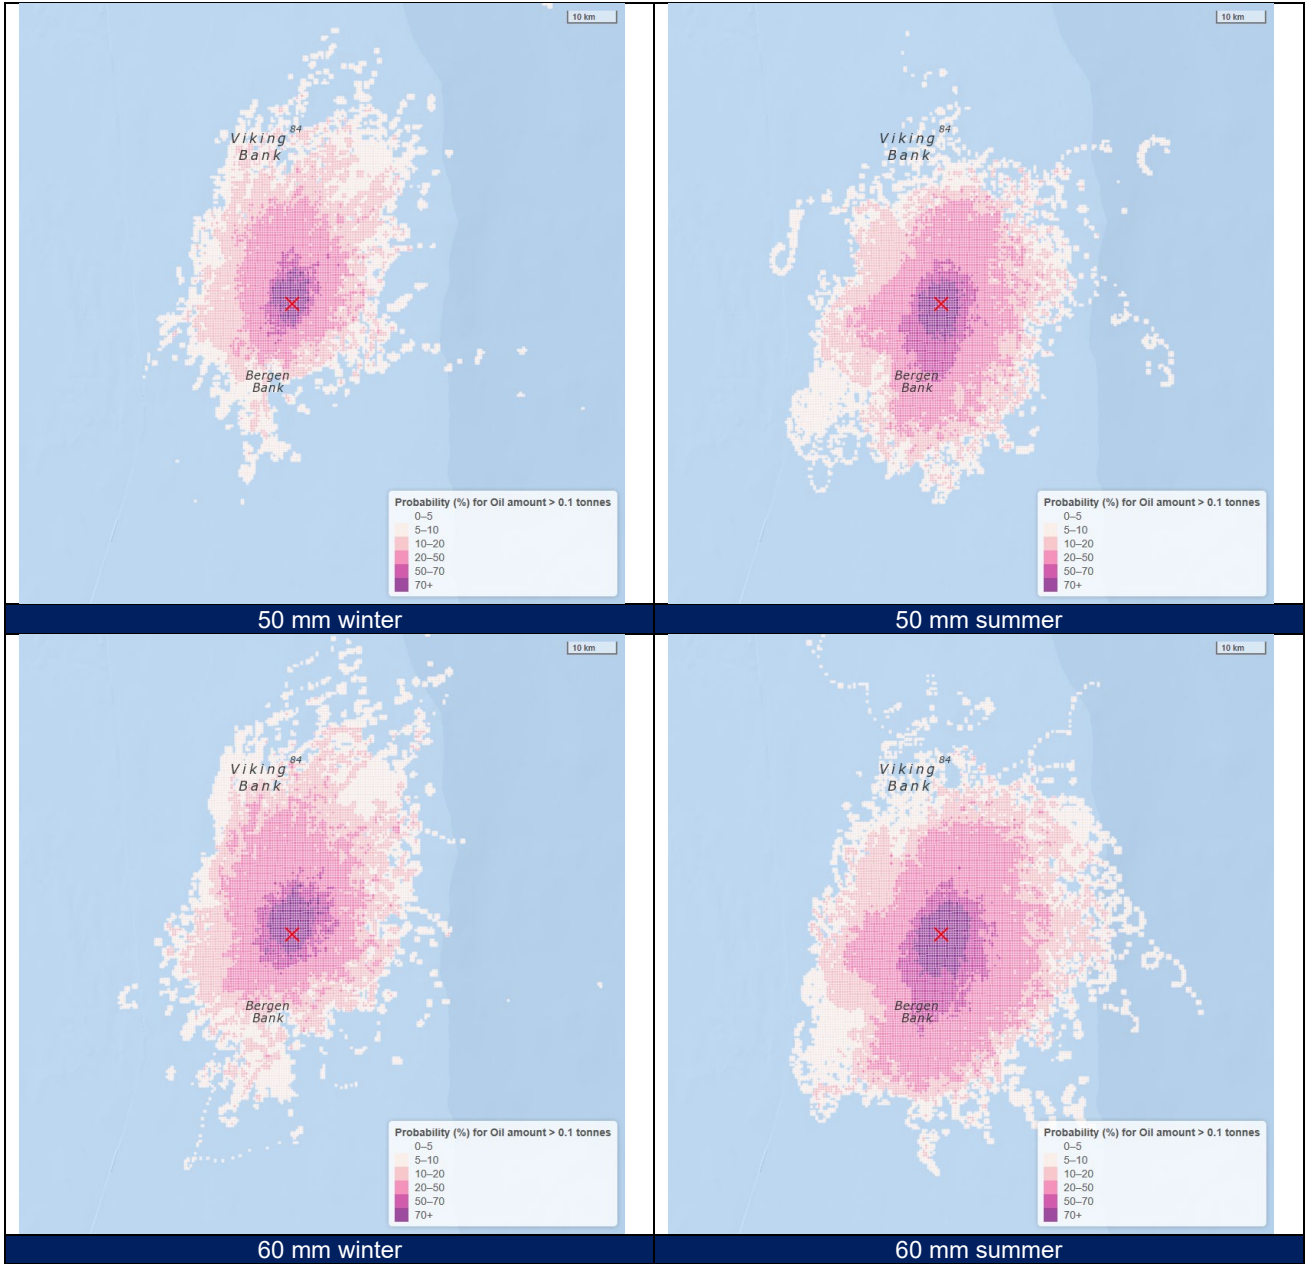 10 km
84
Viking
Bank
Bergen
Bank
Probability (%) for Oil amount > 0.1 tonnes
0–5
5–10
10–20
20–50
50–70
70+
10 km
84
Viking
Bank
Bergen
Bank
Probability (%) for Oil amount > 0.1 tonnes
0–5
5–10
10–20
20–50
50–70
70+
50 mm winter
50 mm summer
10 km
84
Viking
Bank
Bergen
Bank
Probability (%) for Oil amount > 0.1 tonnes
0–5
5–10
10–20
20–50
50–70
70+
10 km
84
Viking
Bank
Bergen
Bank
Probability (%) for Oil amount > 0.1 tonnes
0–5
5–10
10–20
20–50
50–70
70+
60 mm winter
60 mm summer